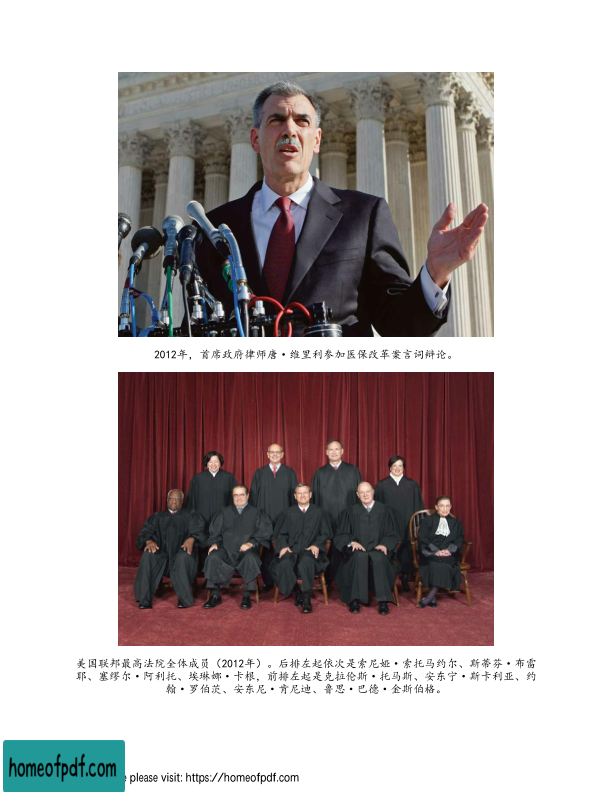 2012年，首席政府律师唐·维里利参加医保改革案言词辩论。
美国联邦最高法院全体成员（2012年）。后排左起依次是索尼娅·索托马约尔、斯蒂芬·布雷
耶、塞缪尔·阿利托、埃琳娜·卡根，前排左起是克拉伦斯·托马斯、安东宁·斯卡利亚、约
翰·罗伯茨、安东尼·肯尼迪、鲁思·巴德·金斯伯格。
homeofpdf.com
please visit: https://homeofpdf.com